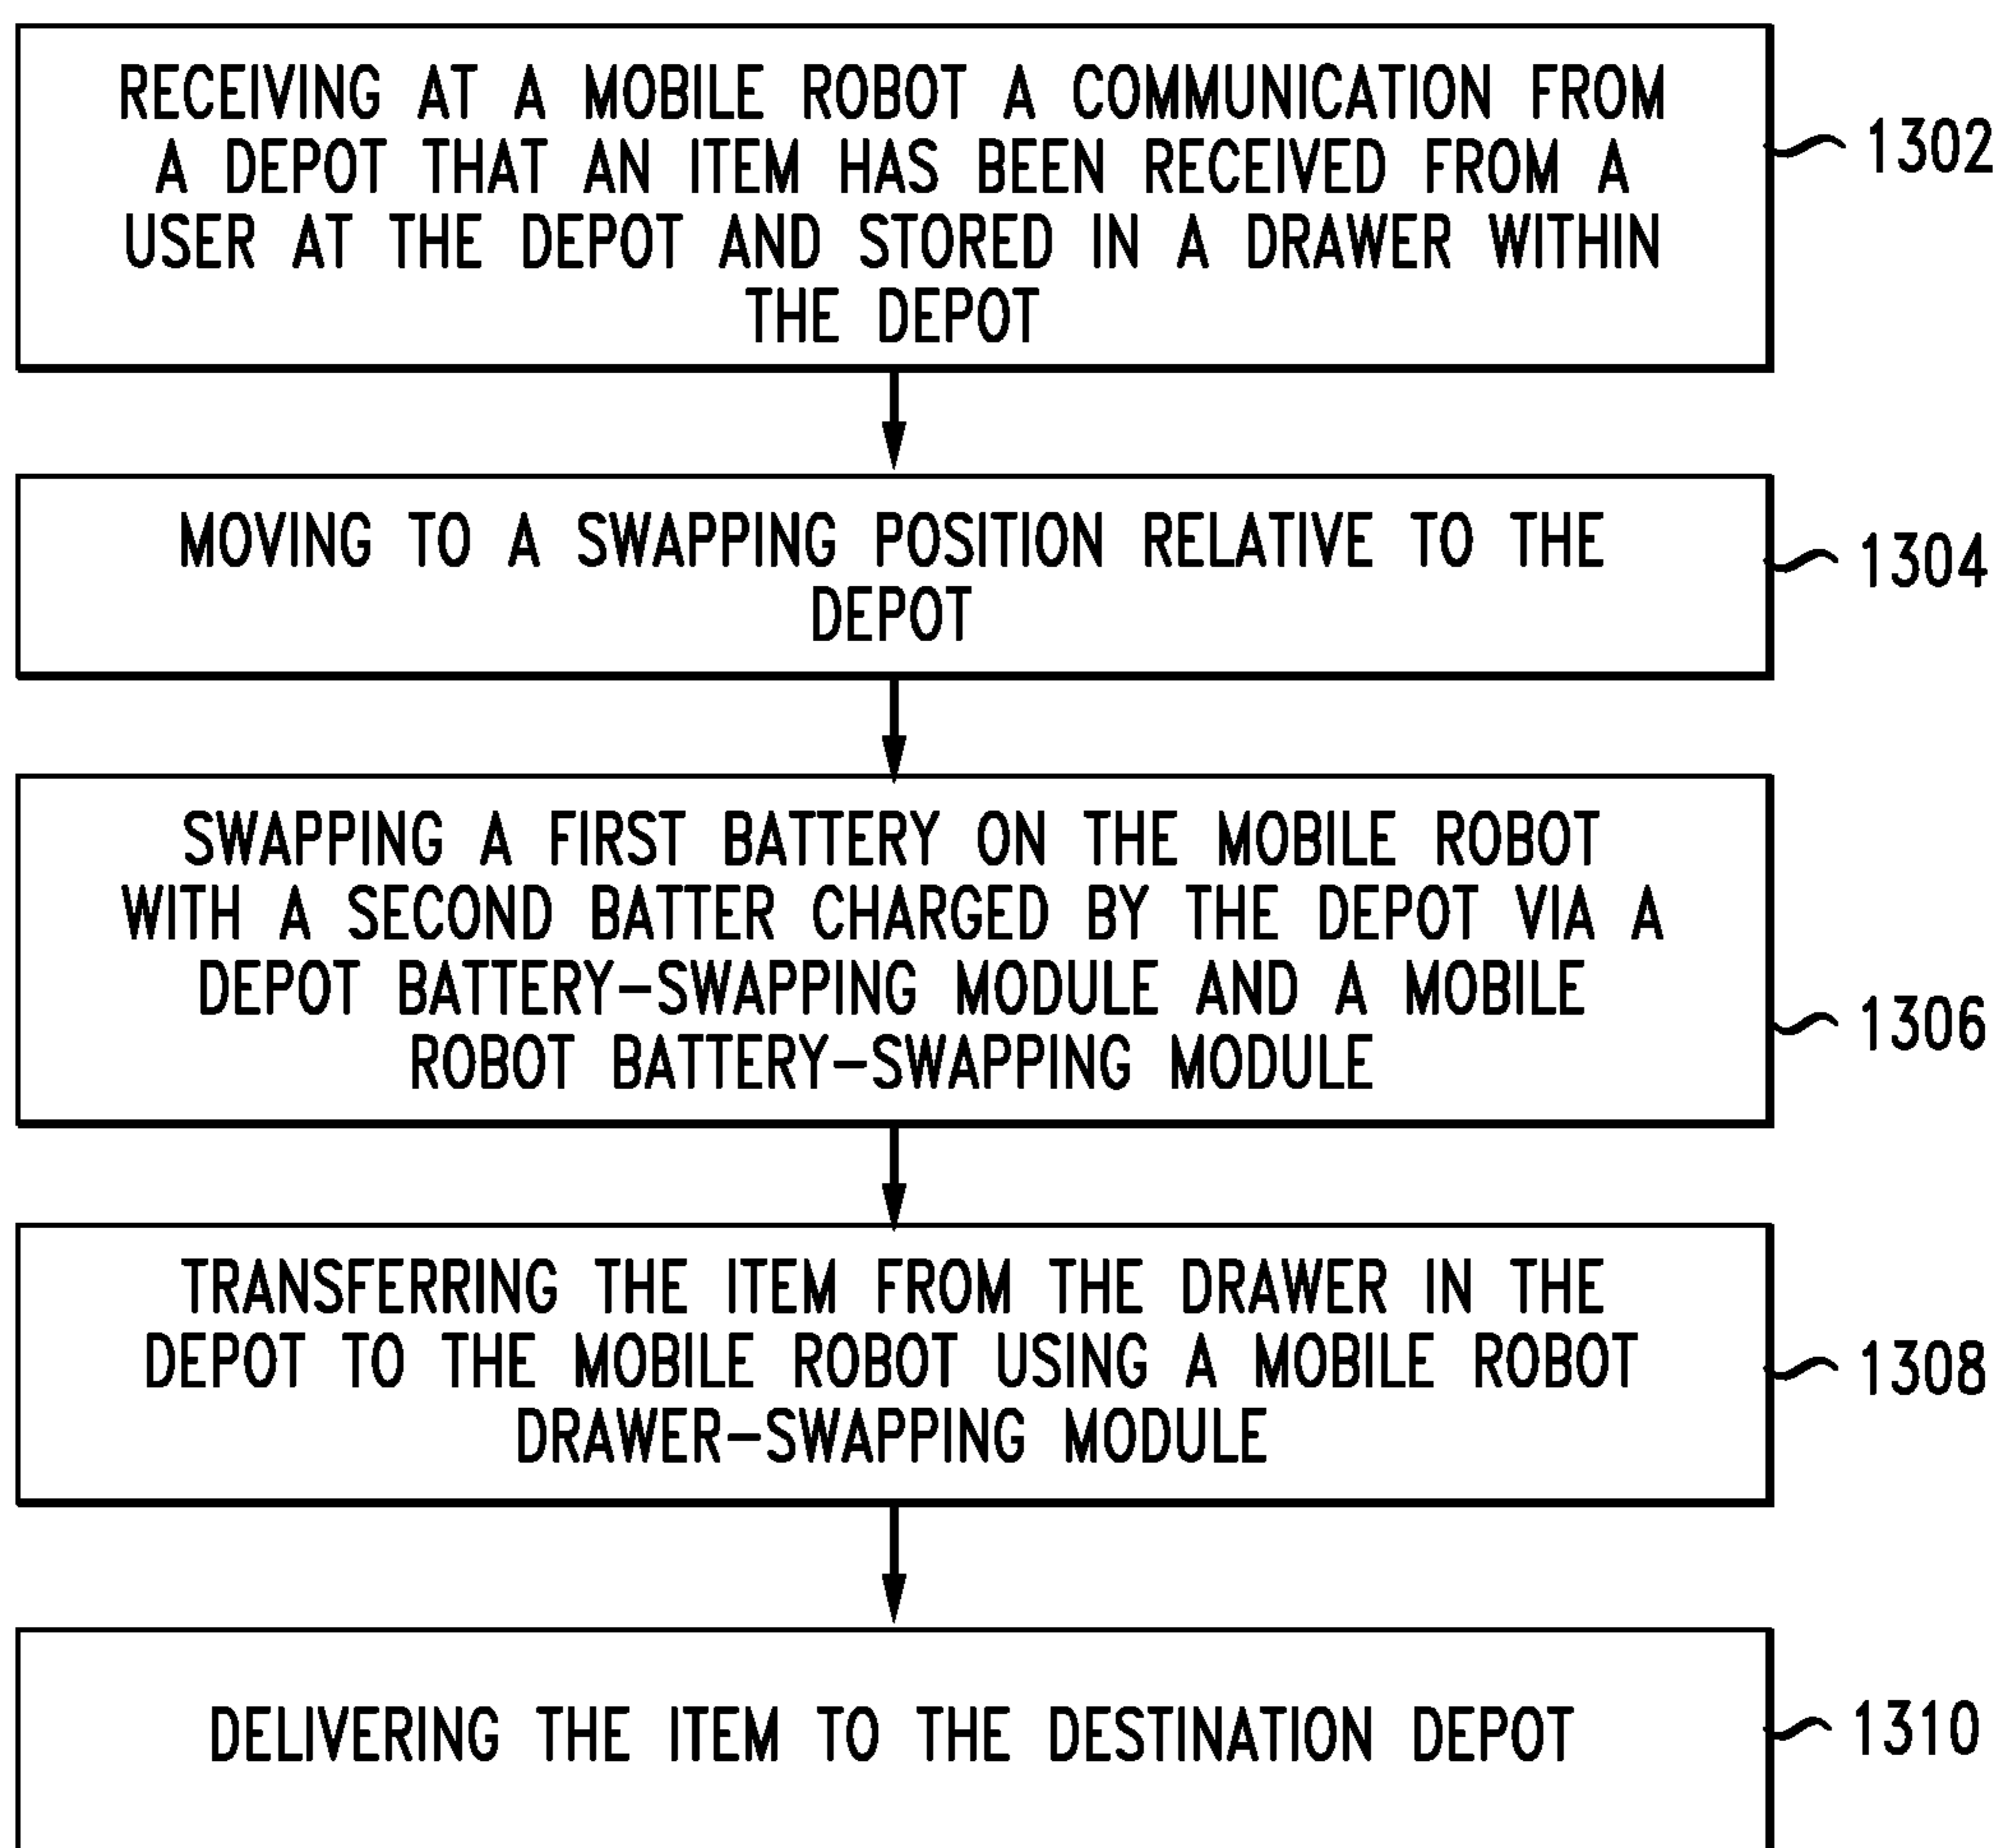 RECEIVING AT A MOBILE ROBOT A COMMUNICATION FROM
A DEPOT THAT AN ITEM HAS BEEN RECEIVED FROM A
USER AT THE DEPOT AND STORED IN A DRAWER WITHIN
THE DEPOT
1302
MOVING TO A SWAPPING POSITION RELATIVE TO THE
DEPOT
1304
SWAPPING A FIRST BATTERY ON THE MOBILE ROBOT
WITH A SECOND BATTER CHARGED BY THE DEPOT VIA A
DEPOT BATTERY-SWAPPING MODULE AND A MOBILE
ROBOT BATTERY-SWAPPING MODULE
1306
TRANSFERRING THE ITEM FROM THE DRAWER IN THE
DEPOT TO THE MOBILE ROBOT USING A MOBILE ROBOT
DRAWER-SWAPPING MODULE
1308
DELIVERING THE ITEM TO THE DESTINATION DEPOT
1310